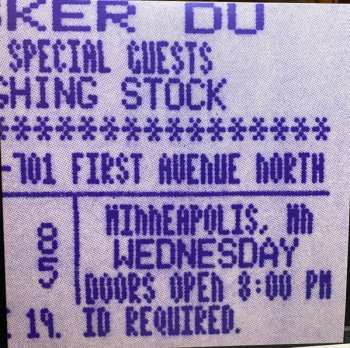 KER DU
SPECIAL GUESTS
SHING STOCK
********************
-701 FIRST AVENUE NORTH
MINNEAPOLIS, MN
85
WEDNESDAY
DOORS OPEN 8:00 PM
19. ID REQUIRED.